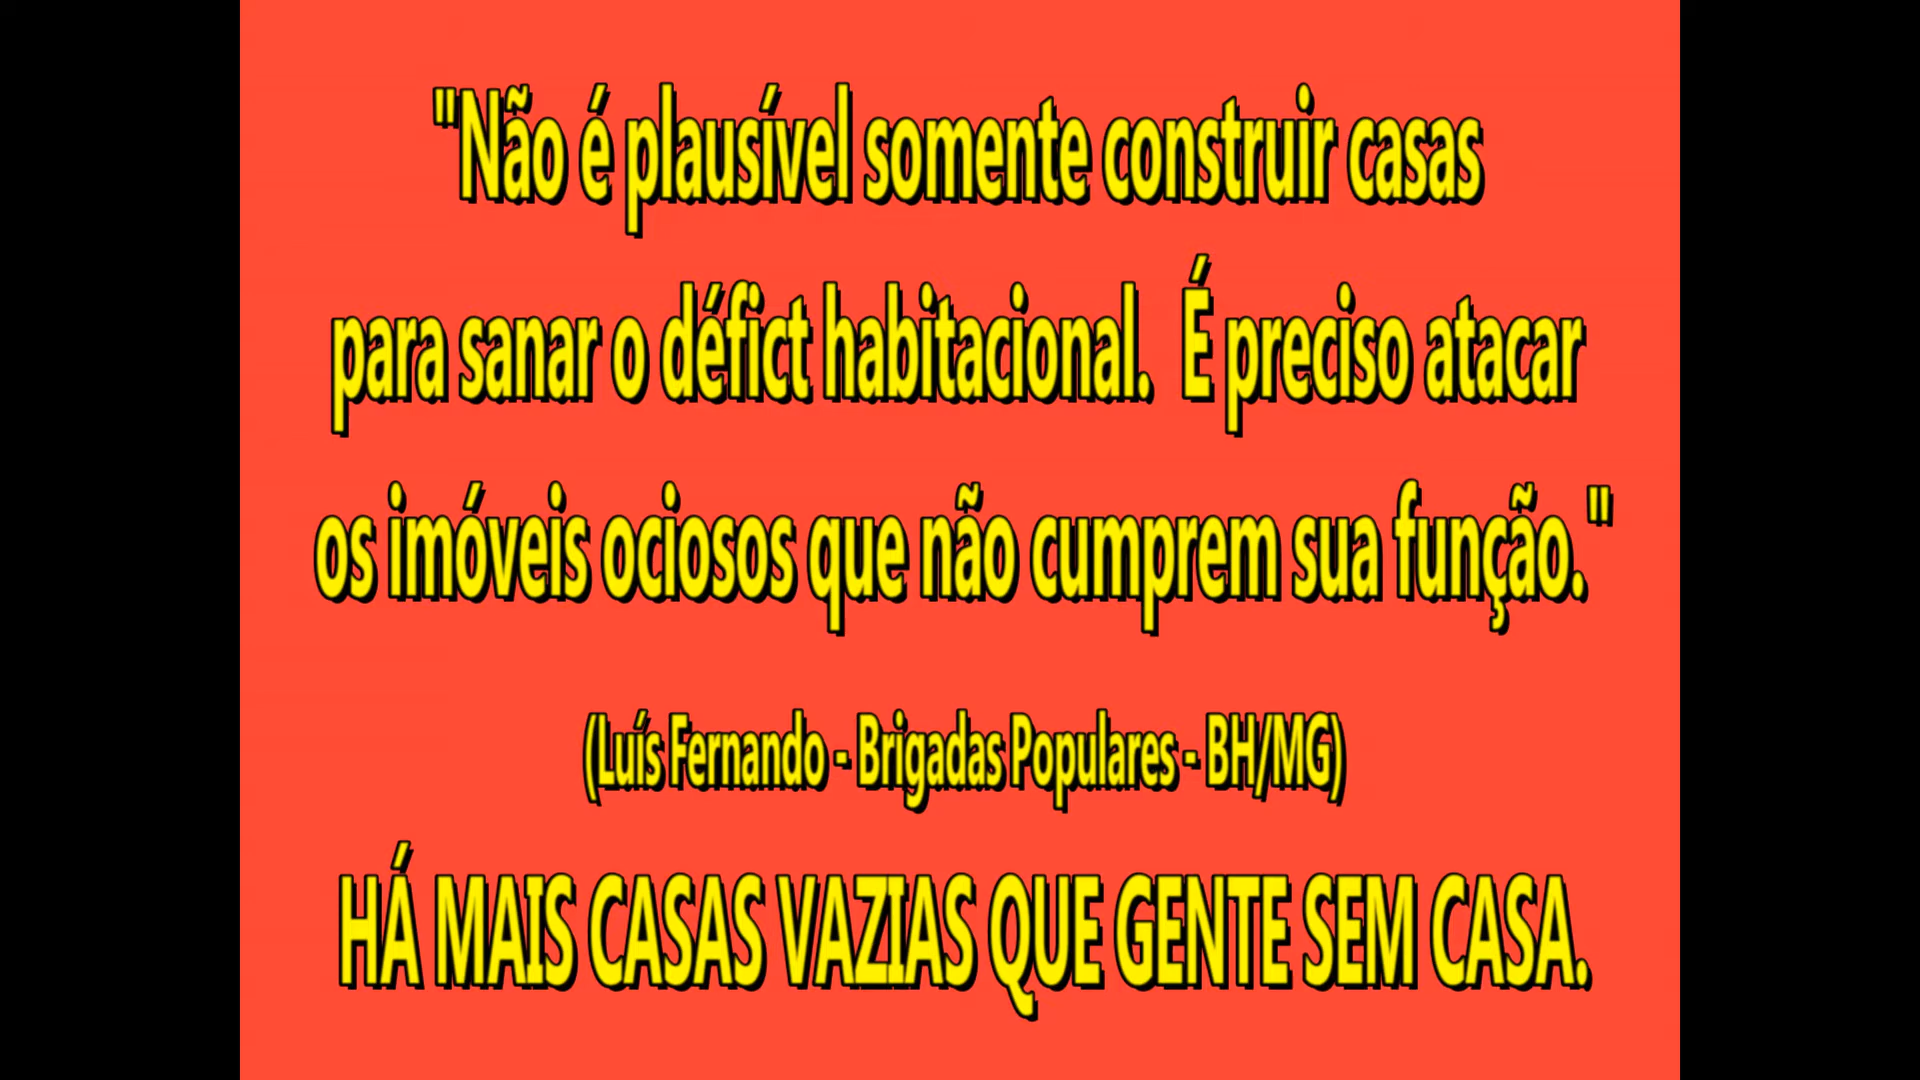 "Não é plausível somente construir casas
para sanar o défict habitacional.  É preciso atacar
os imóveis ociosos que não cumprem sua função."
(Luís Fernando - Brigadas Populares - BH/MG)
HÁ MAIS CASAS VAZIAS QUE GENTE SEM CASA.